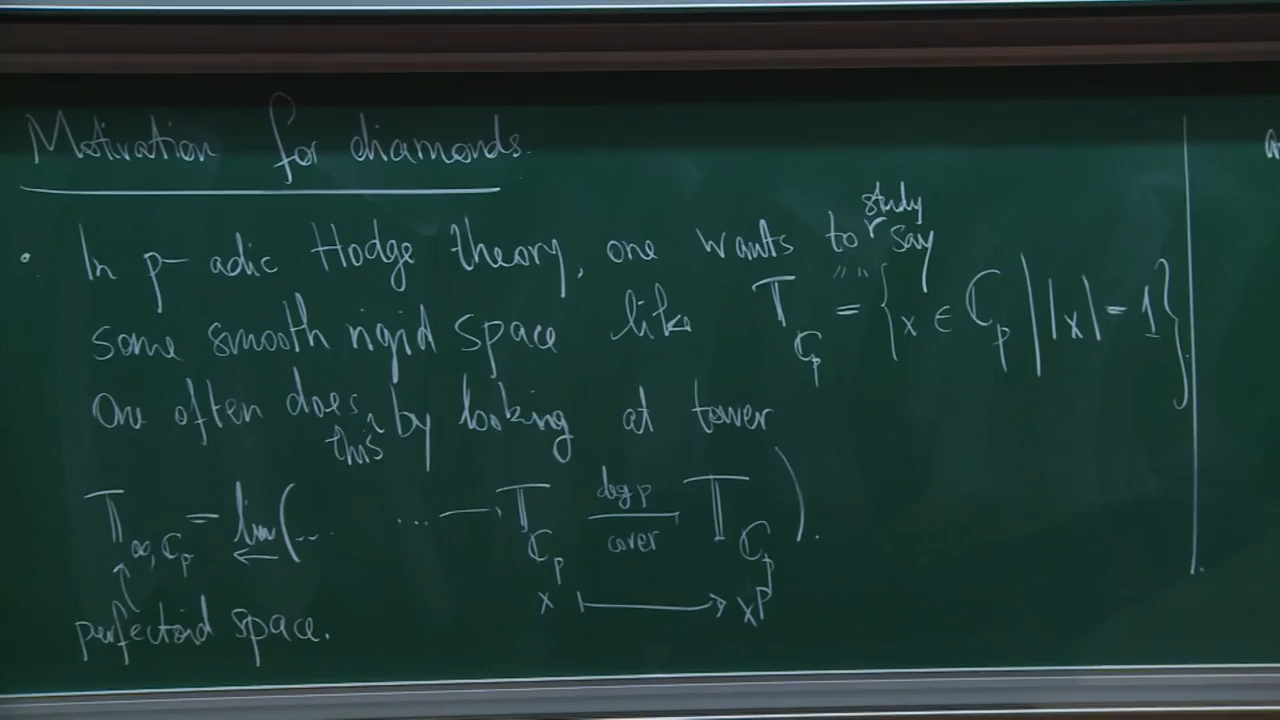 Motivation for diamonds.
• In p-adic Hodge theory, one wants to study say
some smooth rigid space like 𝕋_{ℂ_p} "=" {x ∈ ℂ_p | |x| = 1}
One often does this by looking at tower
𝕋_{∞,ℂ_p} = lim← (... ... → 𝕋_{ℂ_p} —deg p cover— 𝕋_{ℂ_p}).
x ↦ x^p
↑
perfectoid space.